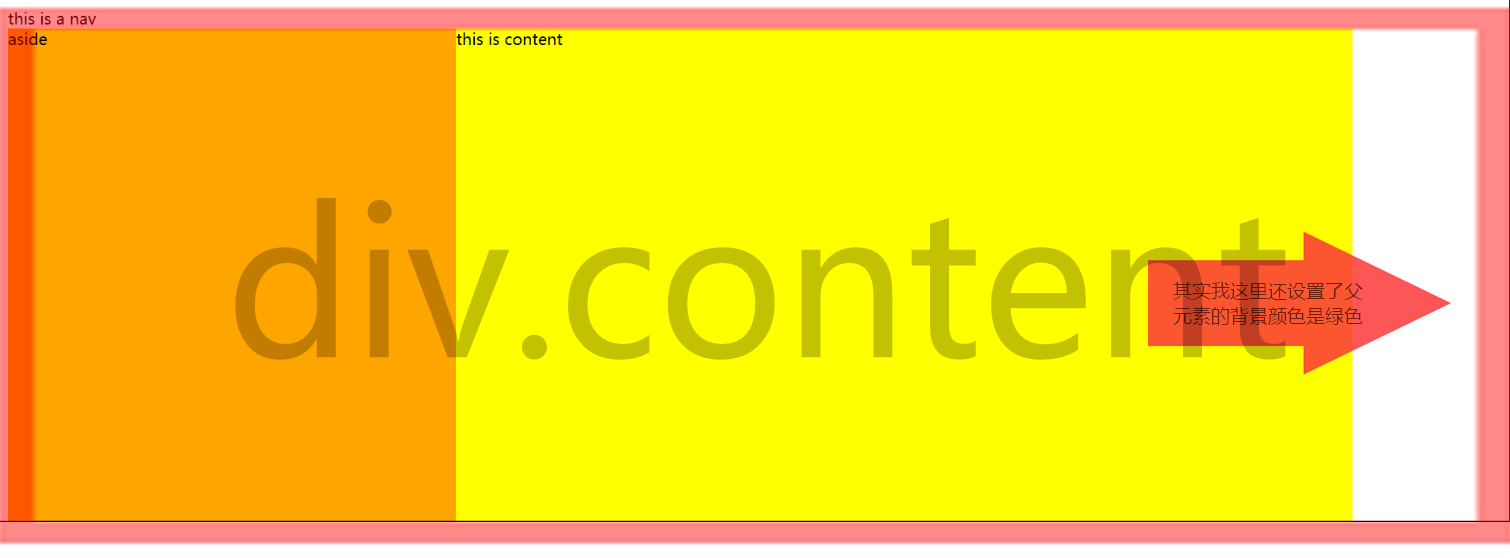 this is a nav
aside
this is content
div.content
其实我这里还设置了父
元素的背景颜色是绿色